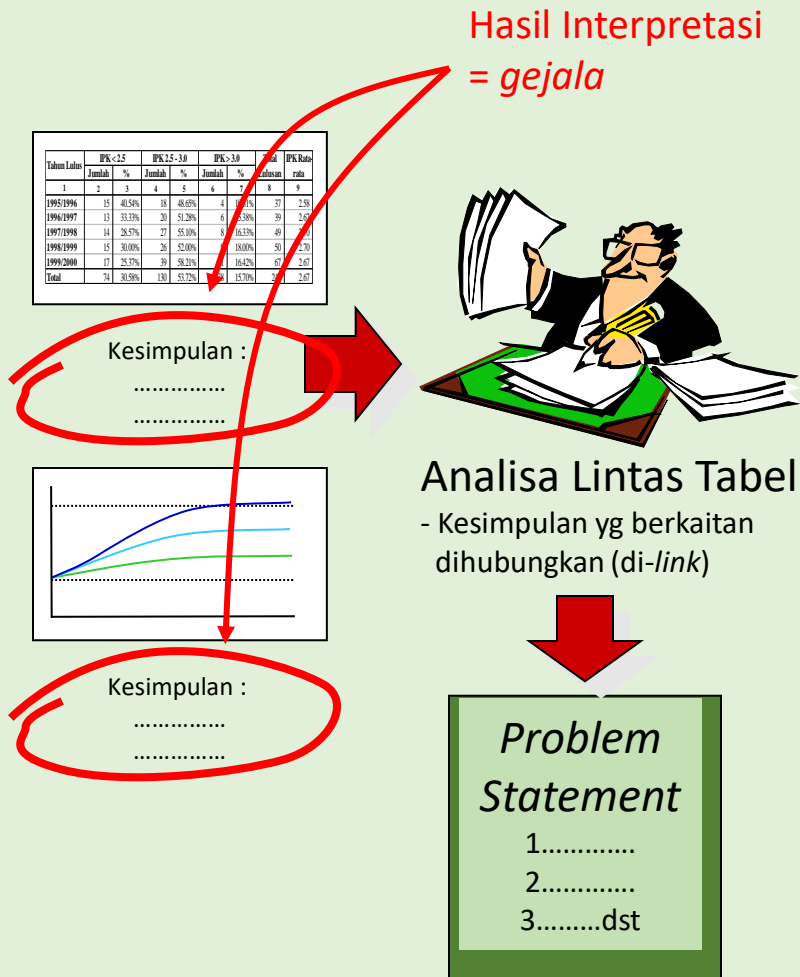 Hasil Interpretasi
= gejala
Tahun Lulus IPK < 2.5 IPK 2.5 - 3.0 IPK > 3.0 IPK Rata-
Jumlah % Jumlah % Jumlah % Lulusan rata
1 2 3 4 5 6 7 8 9
1995/1996 15 40.54% 18 48.65% 4 37 2.58
1996/1997 13 33.33% 20 51.28% 6 39
1997/1998 14 28.57% 27 55.10% 8 16.33% 49
1998/1999 15 30.00% 26 52.00% 18.00% 50 2.70
1999/2000 17 25.37% 39 58.21% 16.42% 67 2.67
Total 74 30.58% 130 53.72% 15.70% 2.67
Kesimpulan :
……………
……………
Analisa Lintas Tabel
- Kesimpulan yg berkaitan
dihubungkan (di-link)
Kesimpulan :
……………
……………
Problem
Statement
1………….
2………….
3………dst